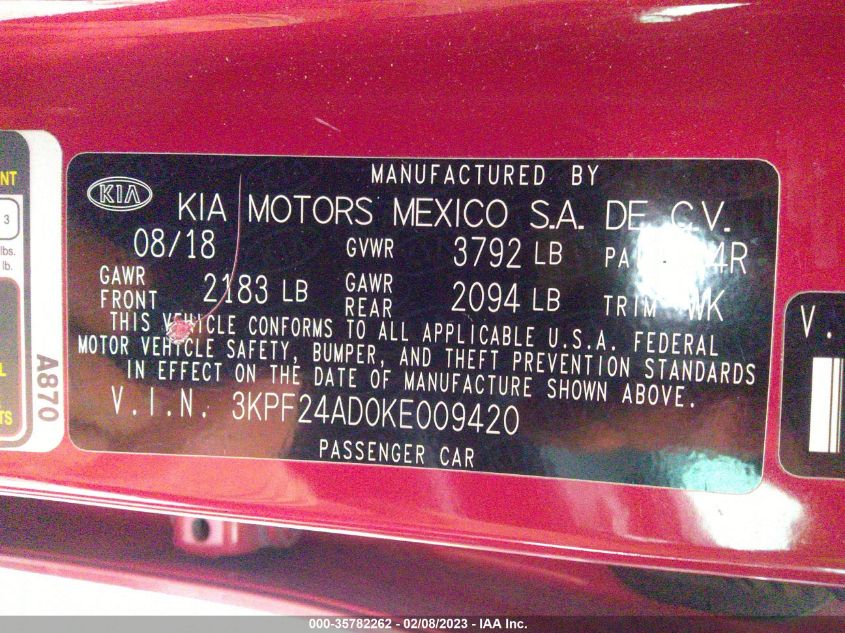 MANUFACTURED BY
KIA
KIA MOTORS MEXICO S.A. DE C.V.
08/18 GVWR 3792 LB
GAWR FRONT 2183 LB GAWR REAR 2094 LB TRIM WK
THIS VEHICLE CONFORMS TO ALL APPLICABLE U.S.A. FEDERAL
MOTOR VEHICLE SAFETY, BUMPER, AND THEFT PREVENTION STANDARDS
IN EFFECT ON THE DATE OF MANUFACTURE SHOWN ABOVE.
V.I.N. 3KPF24AD0KE009420
PASSENGER CAR
A870
3
lbs.
lb.
V.
000-35782262 - 02/08/2023 - IAA Inc.